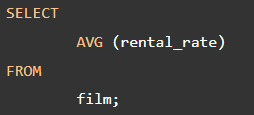 SELECT
AVG (rental_rate)
FROM
film;